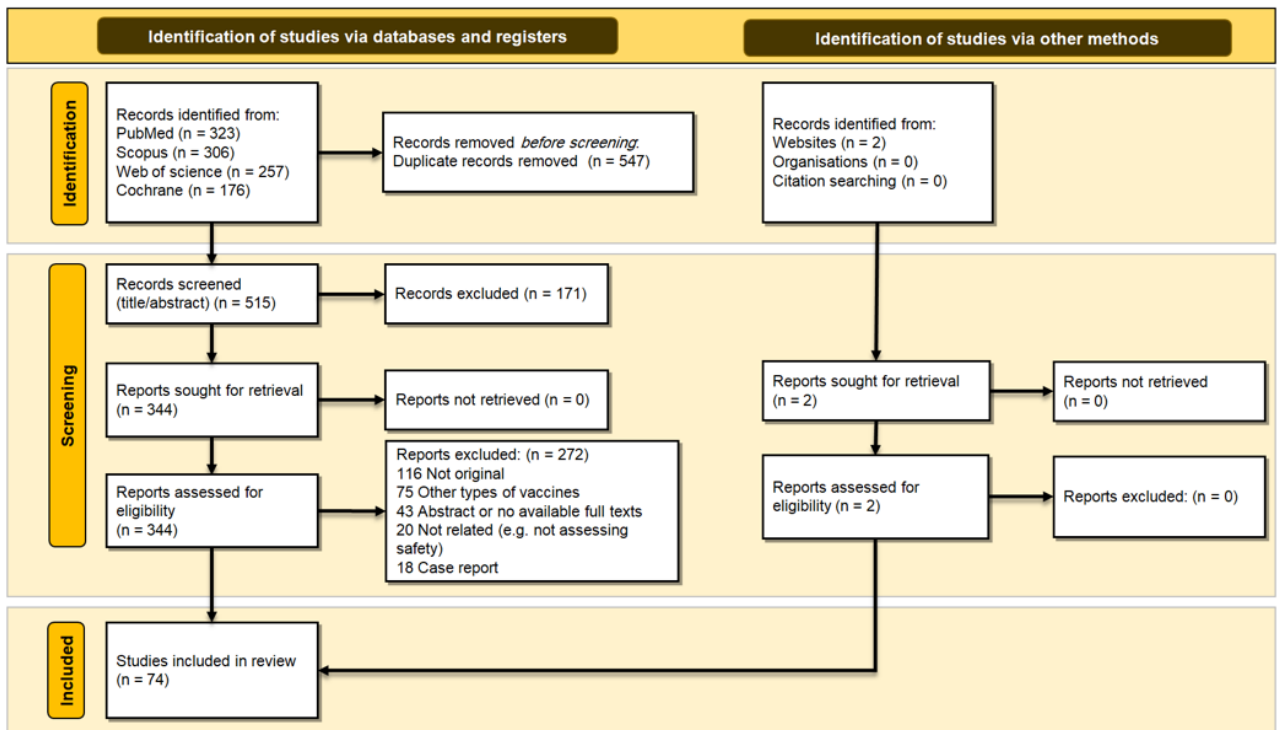 Identification of studies via databases and registers
Identification of studies via other methods
Identification
Records identified from:
PubMed (n = 323)
Scopus (n = 306)
Web of science (n = 257)
Cochrane (n = 176)
Records removed before screening:
Duplicate records removed (n = 547)
Records identified from:
Websites (n = 2)
Organisations (n = 0)
Citation searching (n = 0)
Screening
Records screened
(title/abstract) (n = 515)
Records excluded (n = 171)
Reports sought for retrieval
(n = 344)
Reports not retrieved (n = 0)
Reports sought for retrieval
(n = 2)
Reports not retrieved
(n = 0)
Reports assessed for
eligibility
(n = 344)
Reports excluded: (n = 272)
116 Not original
75 Other types of vaccines
43 Abstract or no available full texts
20 Not related (e.g. not assessing
safety)
18 Case report
Reports assessed for
eligibility (n = 2)
Reports excluded: (n = 0)
Included
Studies included in review
(n = 74)